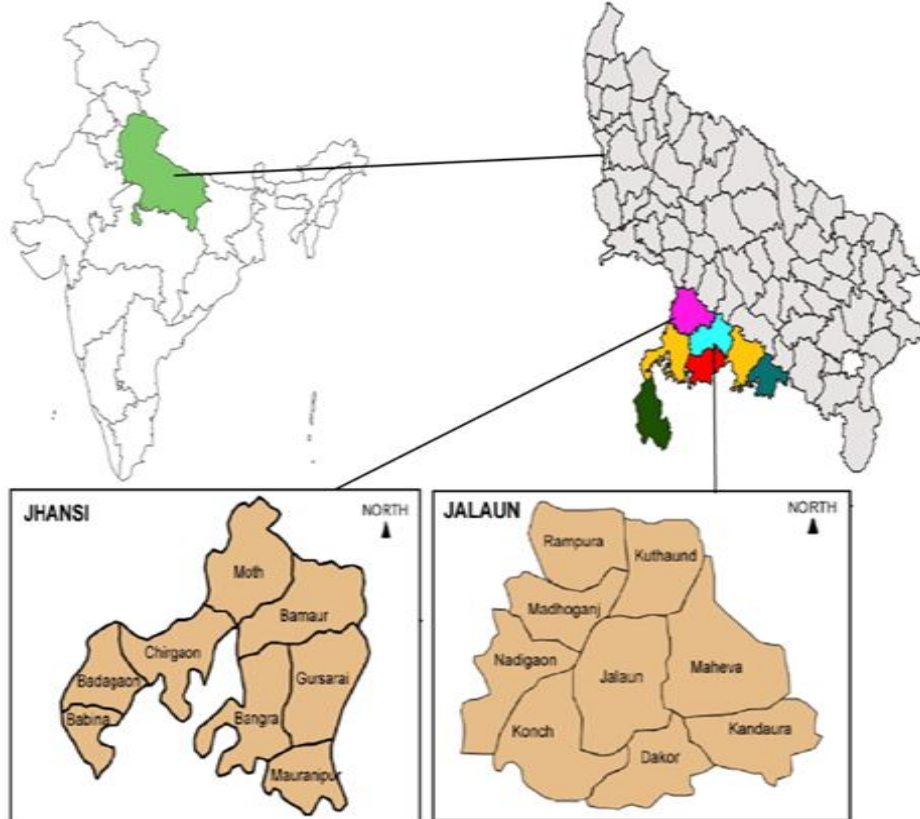 JHANSI
NORTH
Moth
Bamaur
Chirgaon
Gursarai
Badagaon
Babina
Bangra
Mauranipur
JALAUN
NORTH
Rampura
Kuthaund
Madhoganj
Nadigaon
Maheva
Jalaun
Konch
Kandaura
Dakor